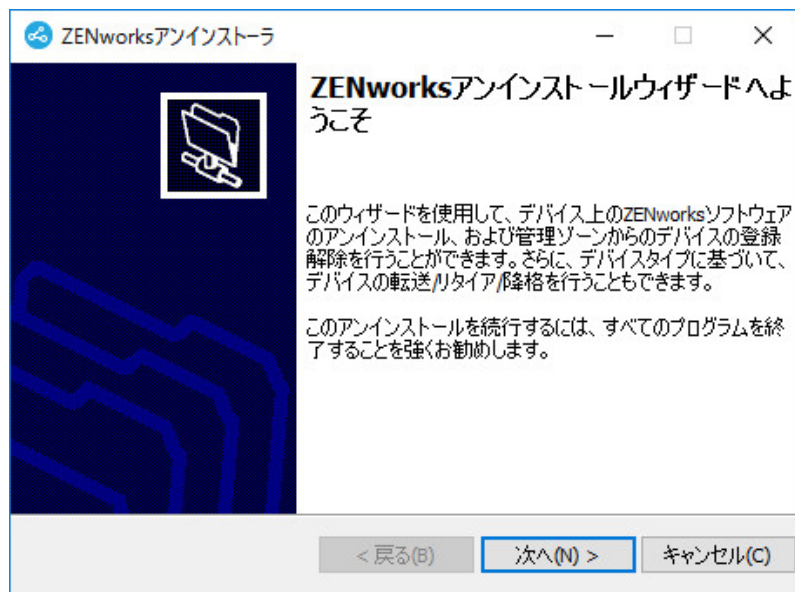 ZENworksアンインストーラ
ZENworksアンインストールウィザードへよ
うこそ
このウィザードを使用して、デバイス上のZENworksソフトウェア
のアンインストール、および管理ゾーンからのデバイスの登録
解除を行うことができます。さらに、デバイスタイプに基づいて、
デバイスの転送/リタイア/降格を行うこともできます。
このアンインストールを続行するには、すべてのプログラムを終
了することを強くお勧めします。
< 戻る(B)
次へ(N) >
キャンセル(C)